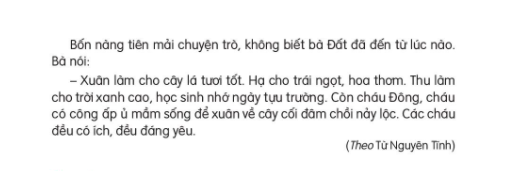 Bốn nàng tiên mải chuyện trò, không biết bà Đất đã đến từ lúc nào.
Bà nói:
– Xuân làm cho cây lá tươi tốt. Hạ cho trái ngọt, hoa thơm. Thu làm
cho trời xanh cao, học sinh nhớ ngày tựu trường. Còn cháu Đông, cháu
có công ấp ủ mầm sống để xuân về cây cối đâm chồi nảy lộc. Các cháu
đều có ích, đều đáng yêu.
(Theo Từ Nguyên Tĩnh)